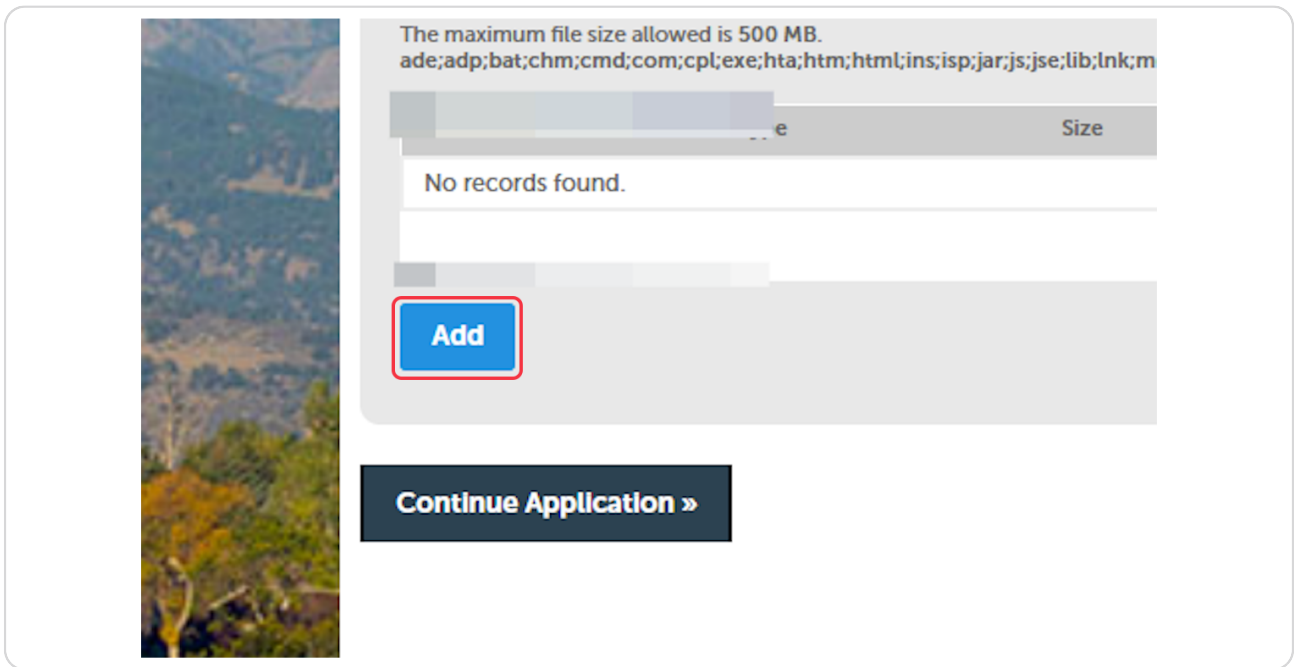 The maximum file size allowed is 500 MB.
ade;adp;bat;chm;cmd;com;cpl;exe;hta;htm;html;ins;isp;jar;js;jse;lib;lnk;m
Size
No records found.
Add
Continue Application »